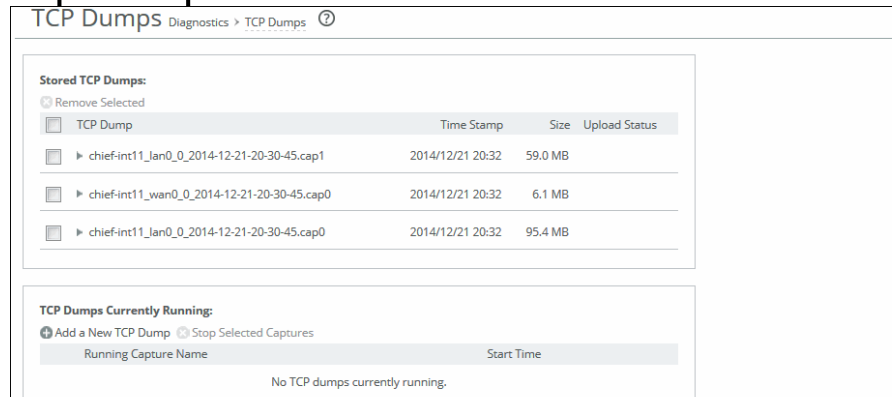 TCP Dumps Diagnostics > TCP Dumps ?
Stored TCP Dumps:
Remove Selected
TCP Dump Time Stamp Size Upload Status
chief-int11_lan0_0_2014-12-21-20-30-45.cap1 2014/12/21 20:32 59.0 MB
chief-int11_wan0_0_2014-12-21-20-30-45.cap0 2014/12/21 20:32 6.1 MB
chief-int11_lan0_0_2014-12-21-20-30-45.cap0 2014/12/21 20:32 95.4 MB
TCP Dumps Currently Running:
Add a New TCP Dump Stop Selected Captures
Running Capture Name Start Time
No TCP dumps currently running.